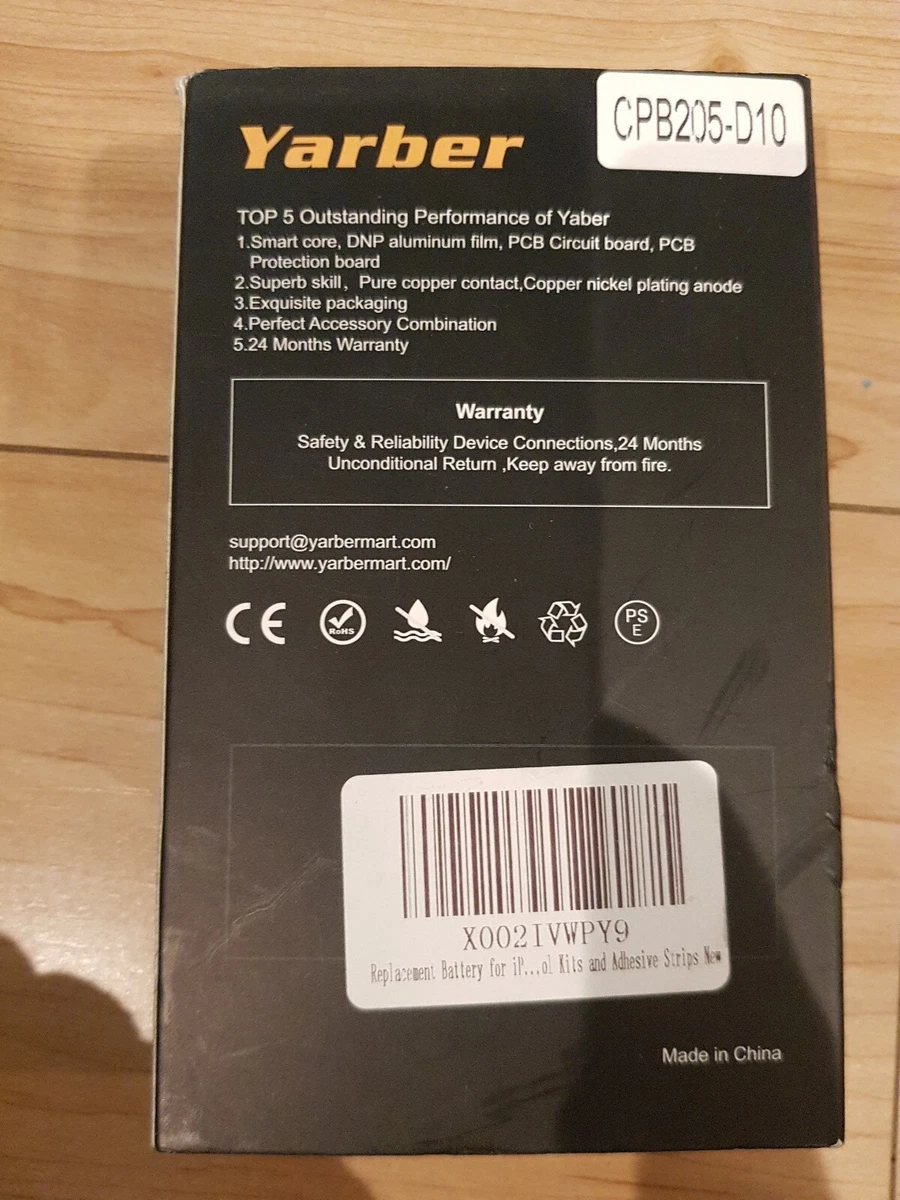 CPB205-D10
Yarber
TOP 5 Outstanding Performance of Yaber
1.Smart core, DNP aluminum film, PCB Circuit board, PCB
Protection board
2.Superb skill, Pure copper contact,Copper nickel plating anode
3.Exquisite packaging
4.Perfect Accessory Combination
5.24 Months Warranty
Warranty
Safety & Reliability Device Connections,24 Months
Unconditional Return ,Keep away from fire.
support@yarbermart.com
http://www.yarbermart.com/
CE
RoHS
PS
E
X002IVWPY9
Replacement Battery for iP...ol Kits and Adhesive Strips New
Made in China